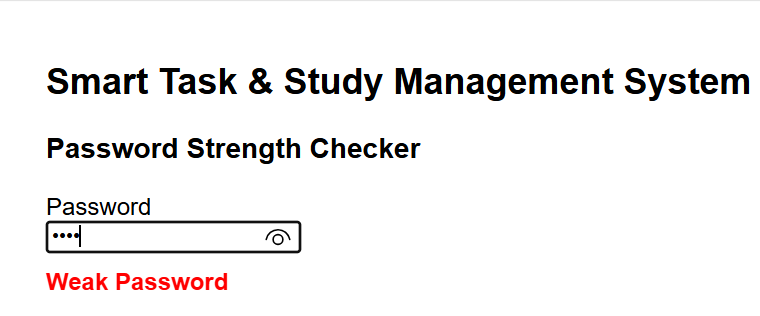 Smart Task & Study Management System
Password Strength Checker
Password
••••
Weak Password